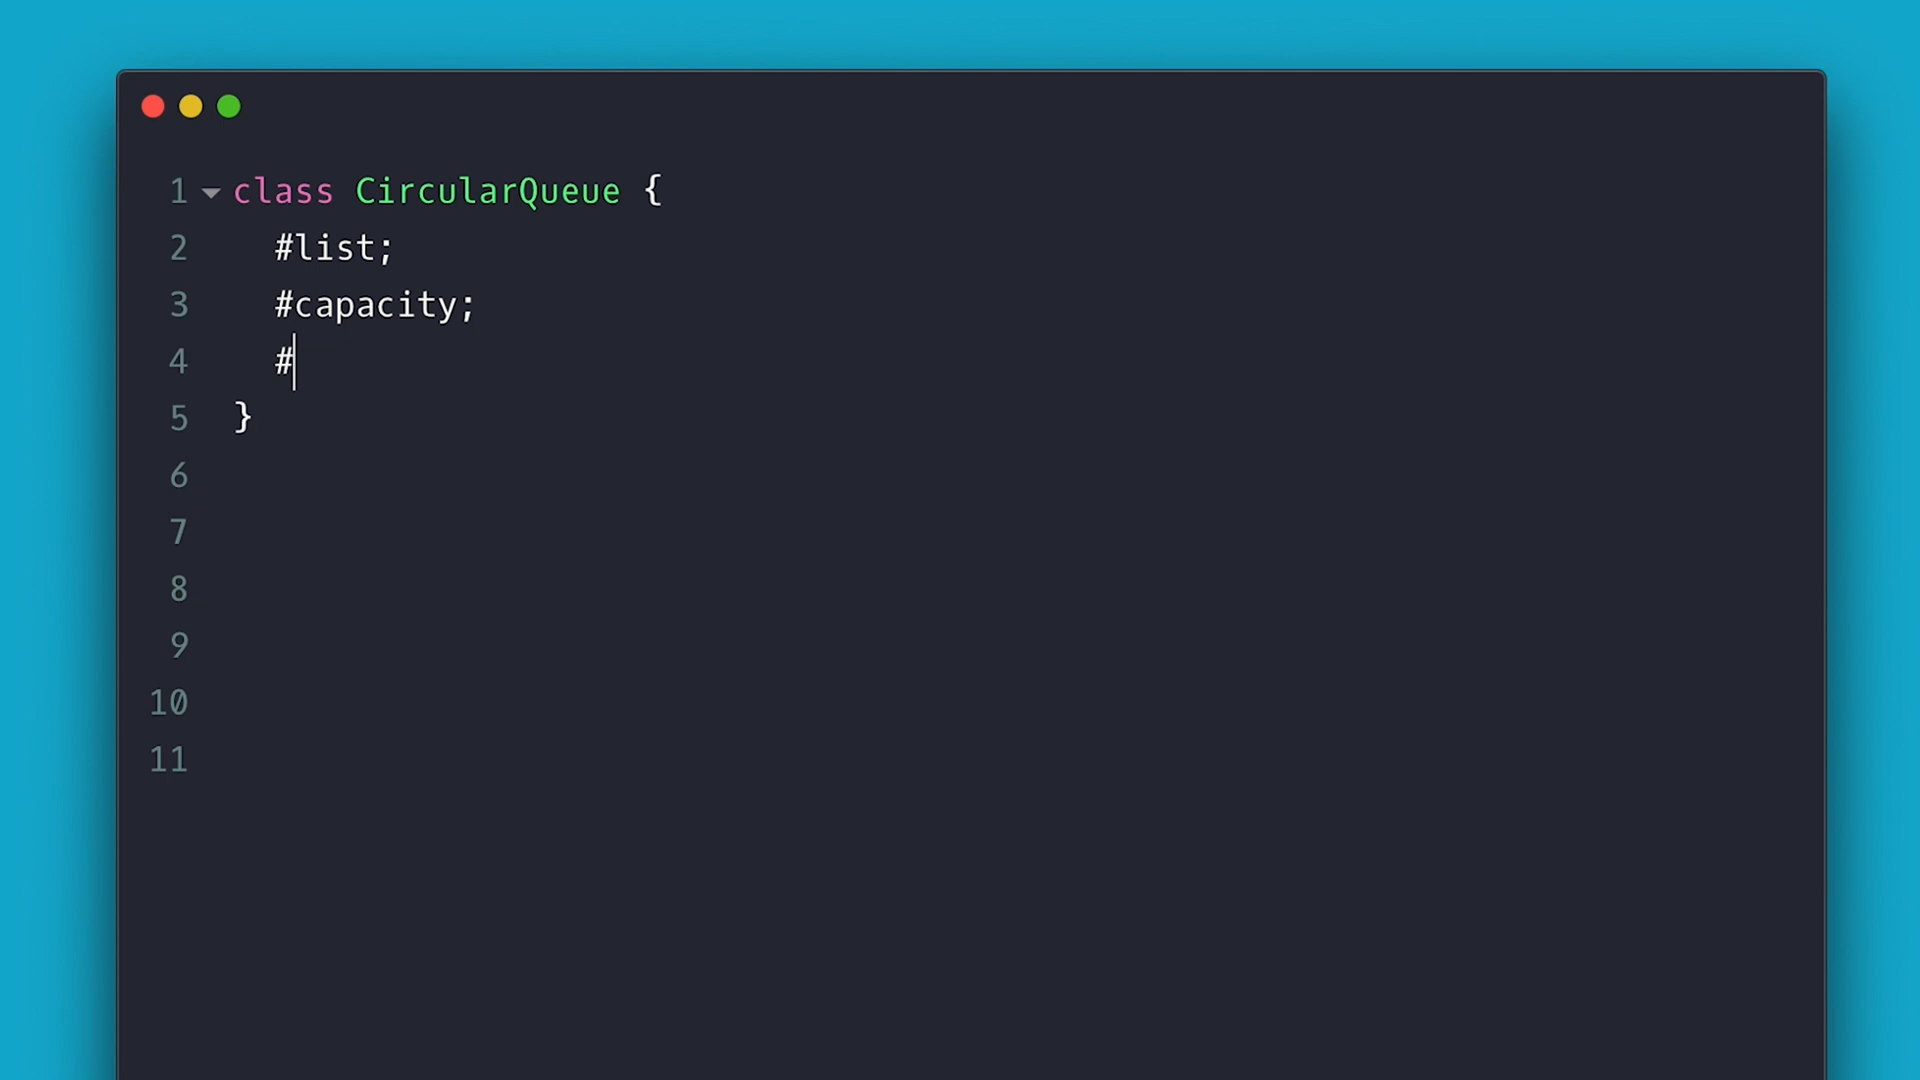 1 class CircularQueue {
2 #list;
3 #capacity;
4 #
5 }
6
7
8
9
10
11